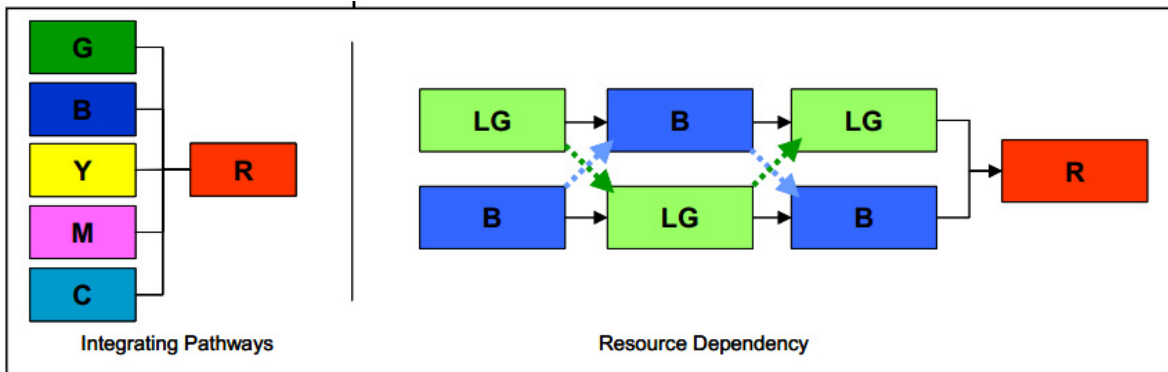 G
B
Y
M
C
R
Integrating Pathways
LG
B
LG
B
LG
B
R
Resource Dependency